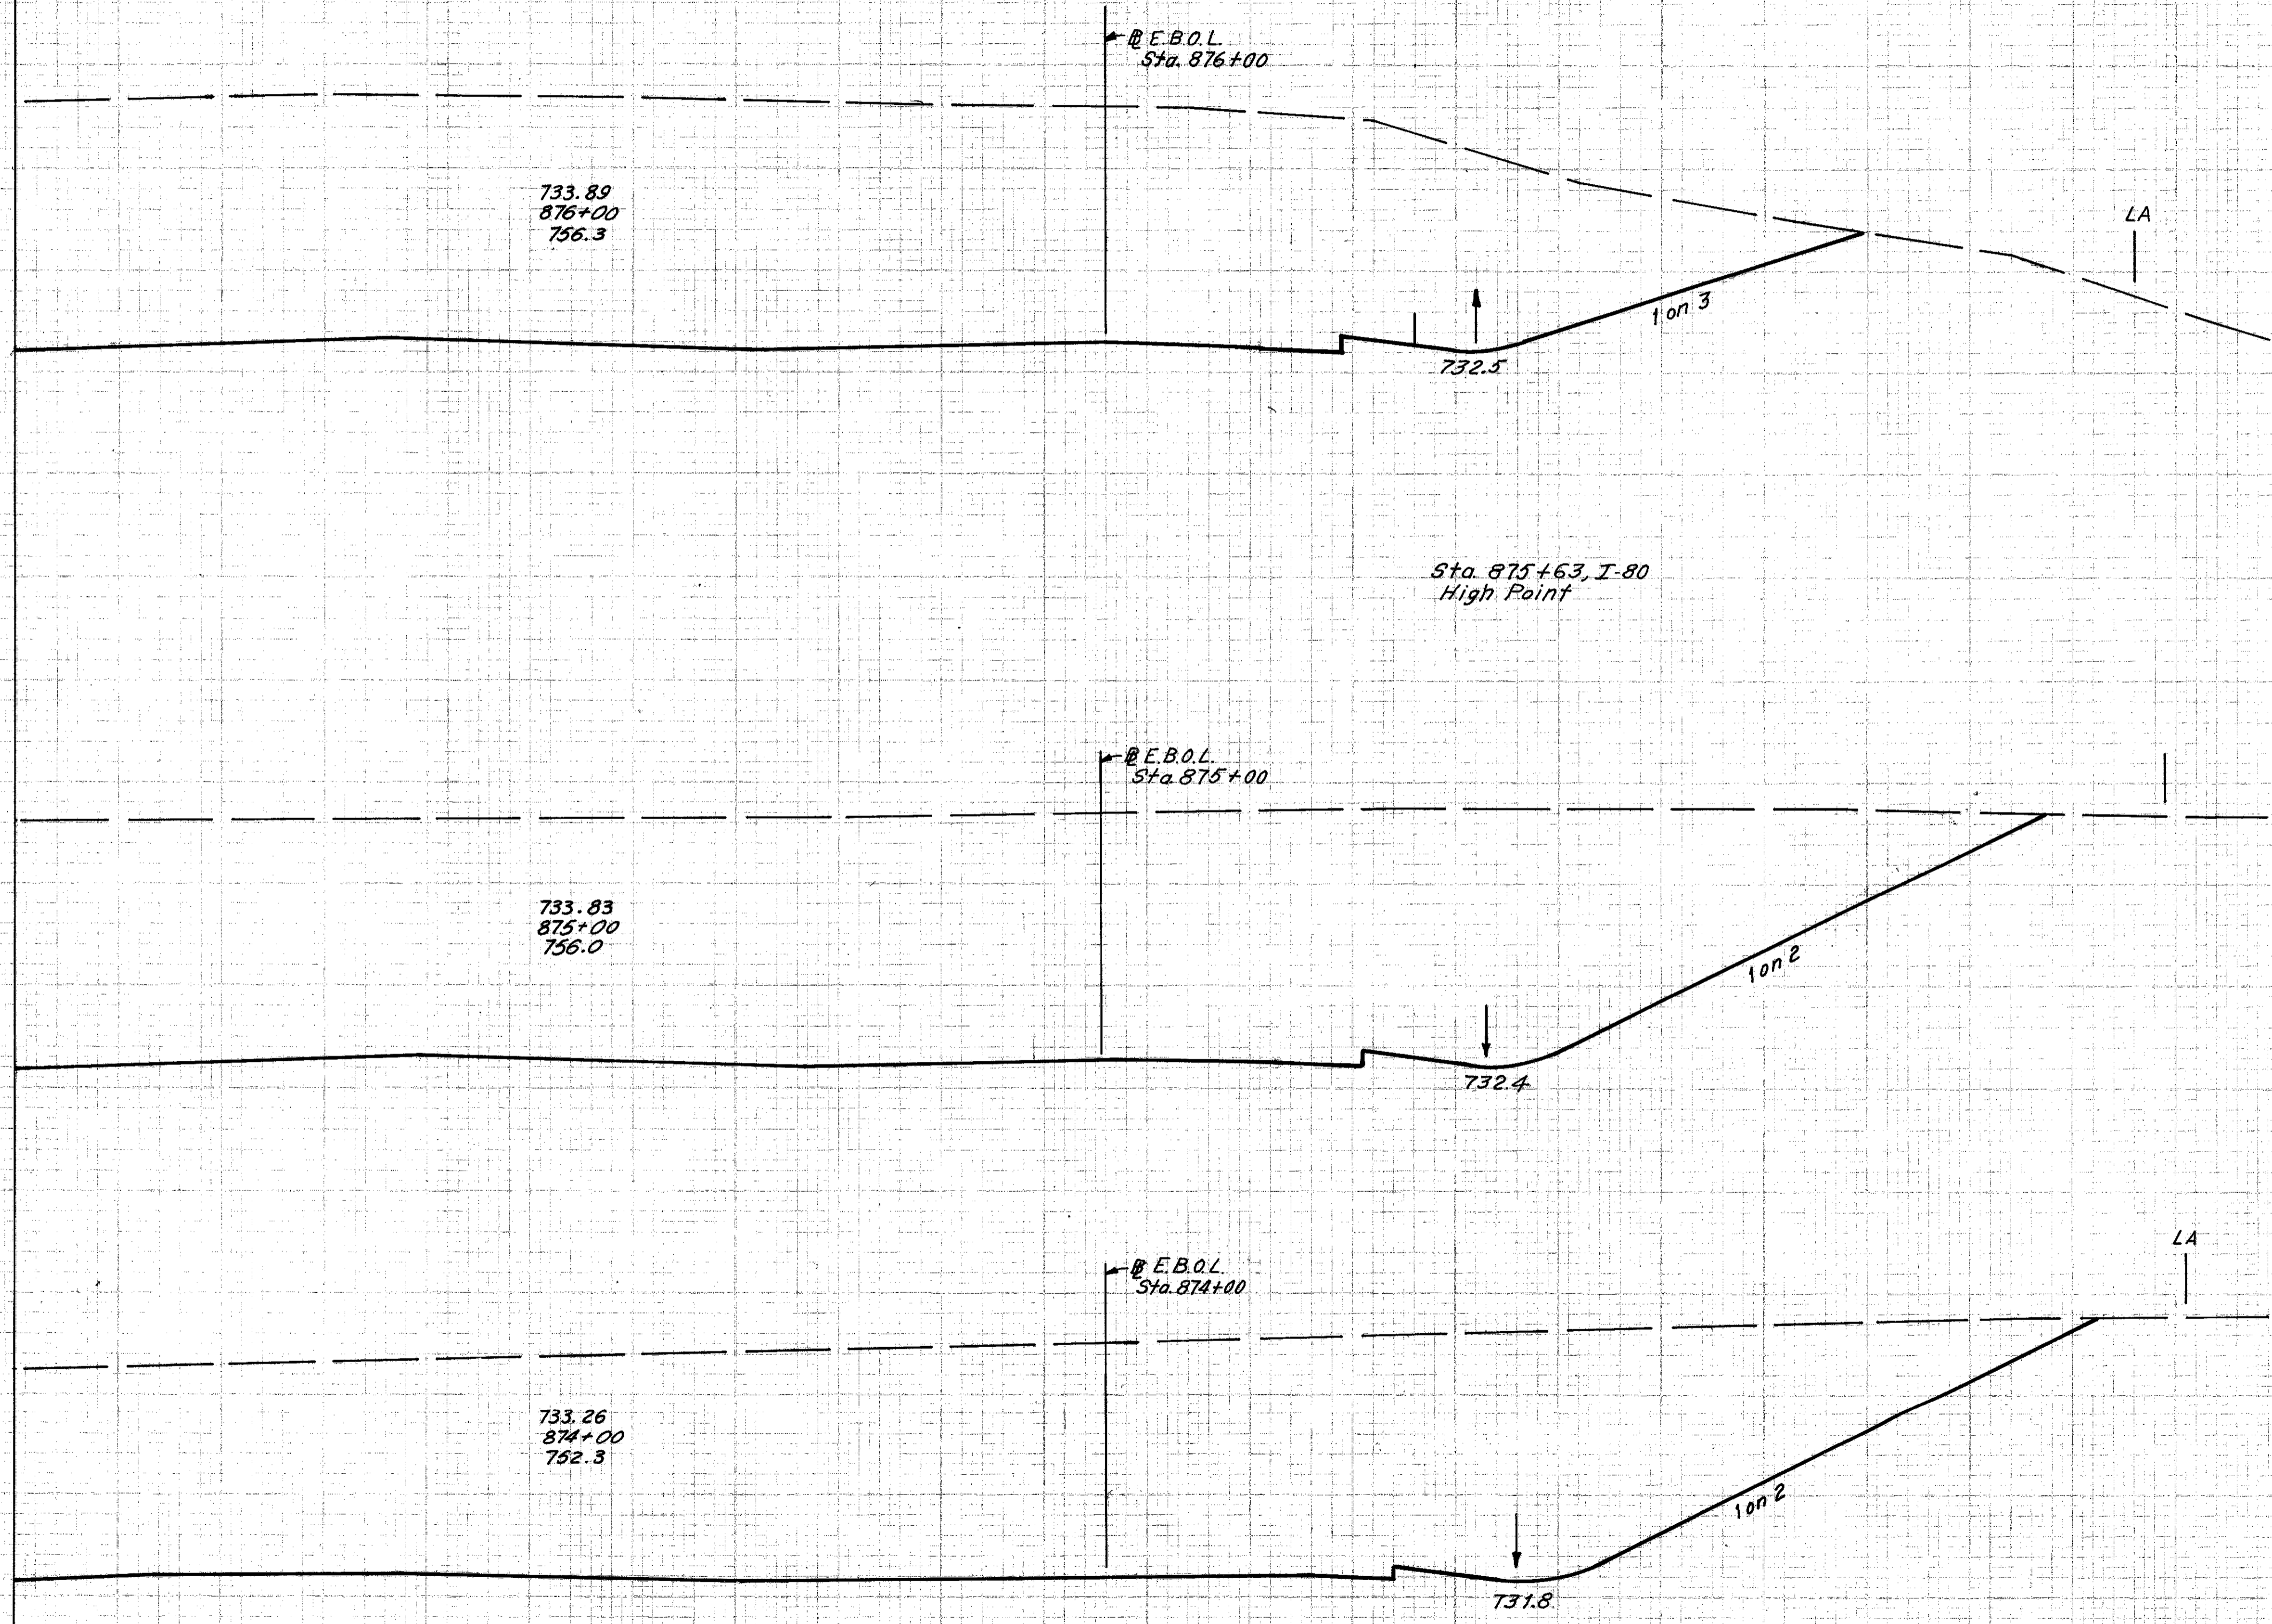 ℄ E.B.O.L.
Sta. 876+00
733.89
876+00
756.3
LA
1 on 3
732.5
Sta. 875+63, I-80
High Point
℄ E.B.O.L.
Sta. 875+00
733.83
875+00
756.0
1 on 2
732.4
LA
℄ E.B.O.L.
Sta. 874+00
733.26
874+00
752.3
1 on 2
731.8